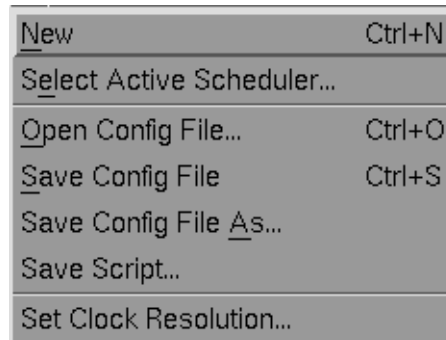 New Ctrl+N
Select Active Scheduler...
Open Config File... Ctrl+O
Save Config File Ctrl+S
Save Config File As...
Save Script...
Set Clock Resolution...